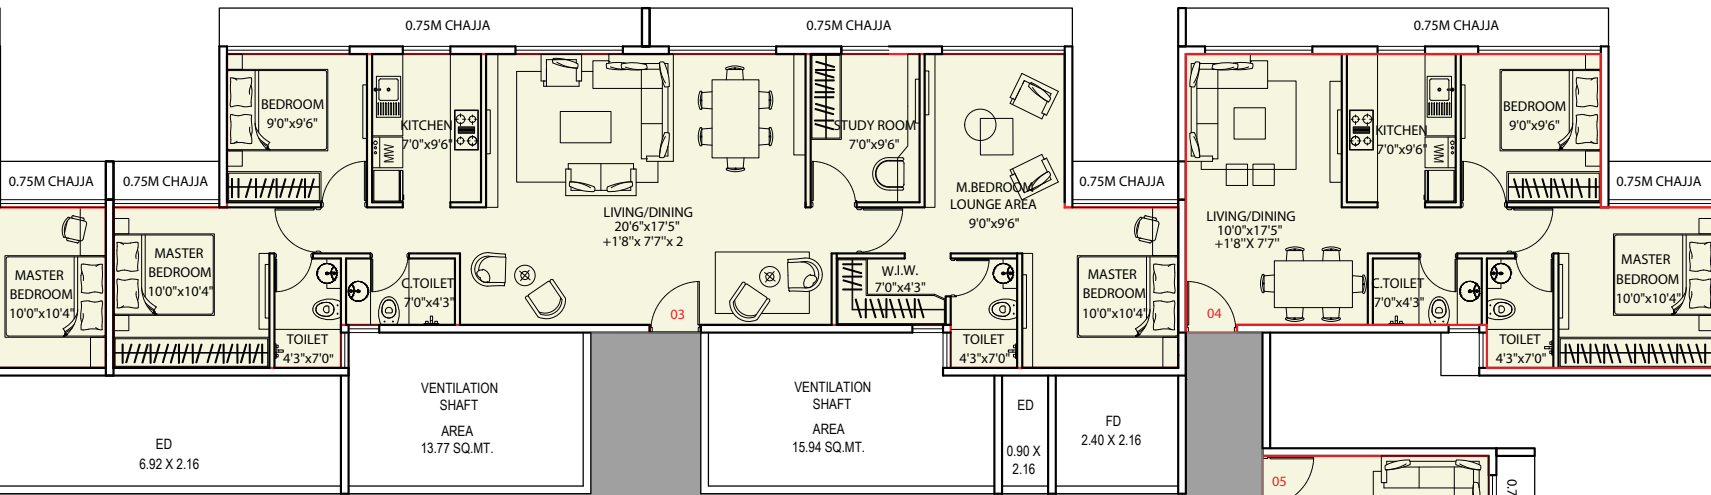 0.75M CHAJJA
0.75M CHAJJA
0.75M CHAJJA
BEDROOM
9'0"x9'6"
KITCHEN
7'0"x9'6"
MW
STUDY ROOM
7'0"x9'6"
KITCHEN
7'0"x9'6"
MW
BEDROOM
9'0"x9'6"
0.75M CHAJJA
0.75M CHAJJA
0.75M CHAJJA
0.75M CHAJJA
M.BEDROOM
LOUNGE AREA
9'0"x9'6"
LIVING/DINING
20'6"x17'5"
+1'8"x 7'7"x 2
LIVING/DINING
10'0"x17'5"
+1'8"X 7'7"
MASTER
BEDROOM
10'0"x10'4"
MASTER
BEDROOM
10'0"x10'4"
C.TOILET
7'0"x4'3"
W.I.W.
7'0"x4'3"
MASTER
BEDROOM
10'0"x10'4"
C.TOILET
7'0"x4'3"
MASTER
BEDROOM
10'0"x10'4"
03
04
TOILET
4'3"x7'0"
TOILET
4'3"x7'0"
TOILET
4'3"x7'0"
VENTILATION
SHAFT
AREA
13.77 SQ.MT.
VENTILATION
SHAFT
AREA
15.94 SQ.MT.
ED
6.92 X 2.16
ED
0.90 X
2.16
FD
2.40 X 2.16
05